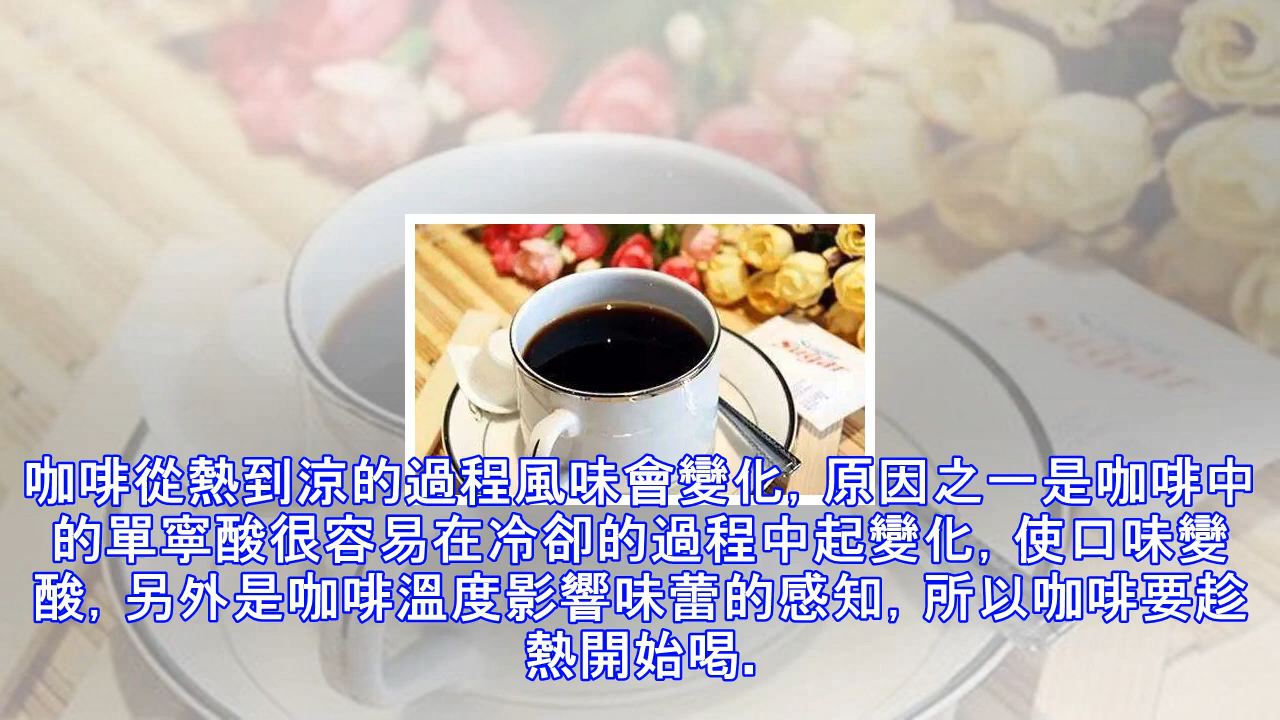 Sugar
咖啡從熱到涼的過程風味會變化, 原因之一是咖啡中
的單寧酸很容易在冷卻的過程中起變化, 使口味變
酸, 另外是咖啡溫度影響味蕾的感知, 所以咖啡要趁
熱開始喝.